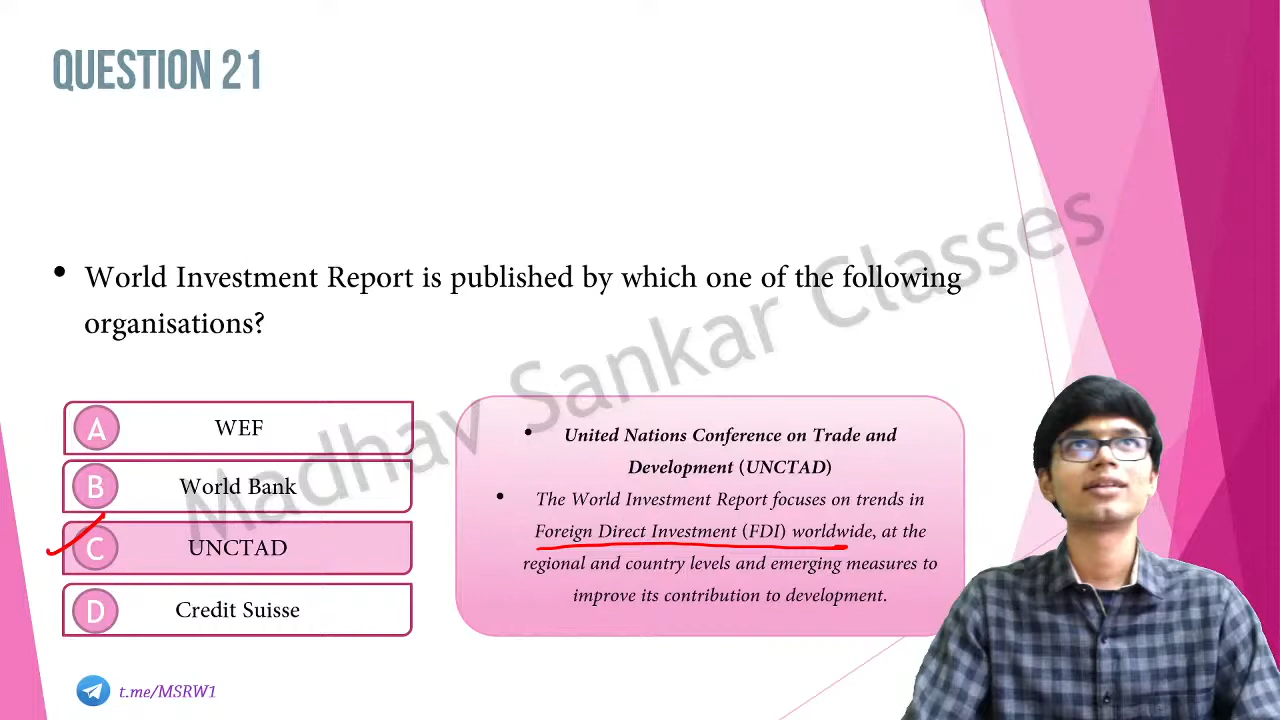 QUESTION 21
• World Investment Report is published by which one of the following
organisations?
A WEF
B World Bank
C UNCTAD
D Credit Suisse
• United Nations Conference on Trade and
Development (UNCTAD)
• The World Investment Report focuses on trends in
Foreign Direct Investment (FDI) worldwide, at the
regional and country levels and emerging measures to
improve its contribution to development.
Madhav Sankar Classes
t.me/MSRW1